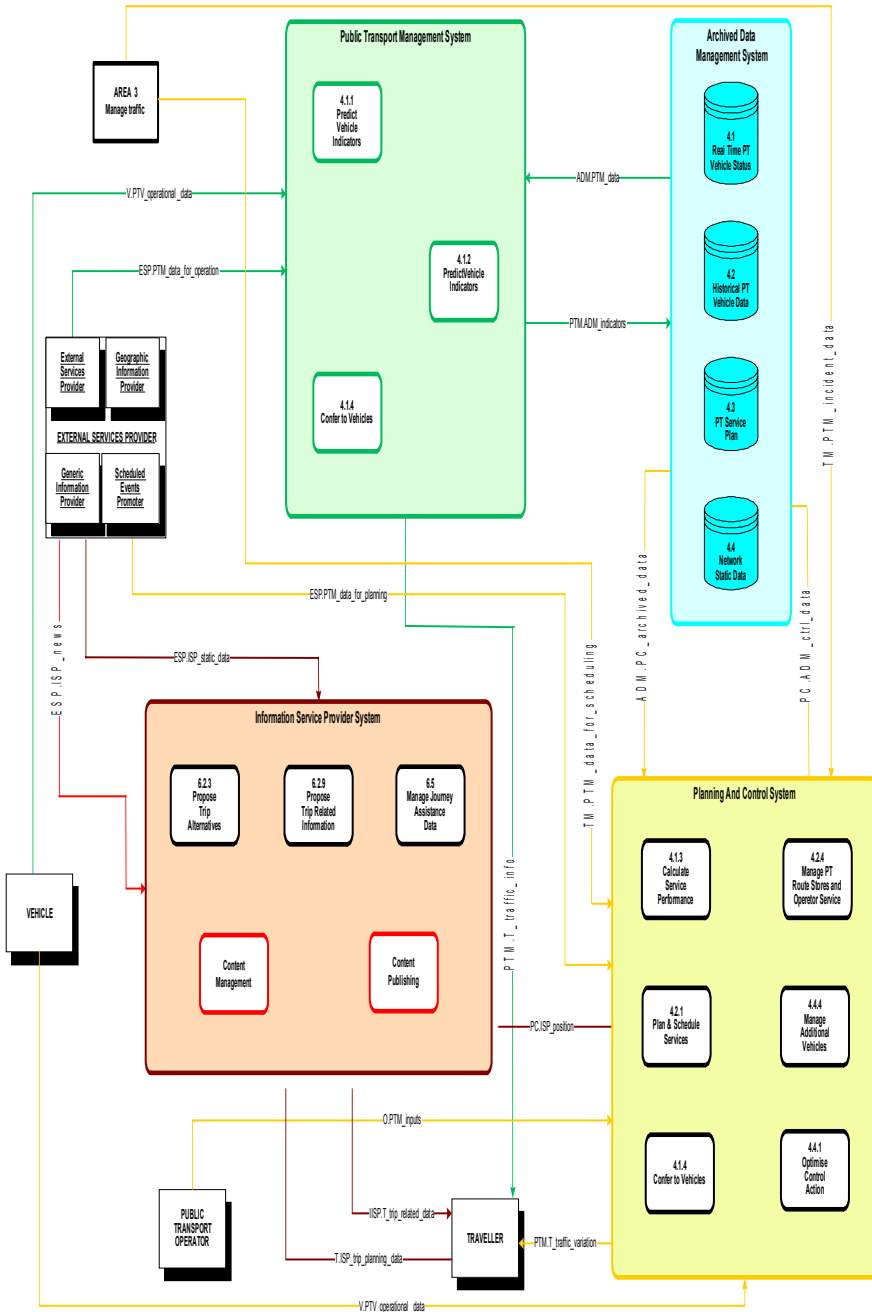 Public Transport Management System
Archived Data
Management System
AREA 3
Manage traffic
4.1.1
Predict
Vehicle
Indicators
4.1
Real Time PT
Vehicle Status
ADM.PTM_data
V.PTV_operational_data
4.1.2
PredictVehicle
Indicators
4.2
Historical PT
Vehicle Data
ESP.PTM_data_for_operation
PTM.ADM_indicators
TM.PTM_incident_data
External
Services
Provider
Geographic
Information
Provider
EXTERNAL SERVICES PROVIDER
Generic
Information
Provider
Scheduled
Events
Promoter
4.1.4
Confer to Vehicles
4.3
PT Service
Plan
4.4
Network
Static Data
ESP.PTM_data_for_planning
ESP.ISP_news
ESP.ISP_static_data
TM.PTM_data_for_scheduling
ADM.PC_archived_data
PC.ADM_ctrl_data
Information Service Provider System
6.2.3
Propose
Trip
Alternatives
6.2.9
Propose
Trip Related
Information
6.5
Manage Journey
Assistance
Data
Content
Management
Content
Publishing
PTM.T_traffic_info
Planning And Control System
4.1.3
Calculate
Service
Performance
4.2.4
Manage PT
Route Stores and
Operator Service
4.2.1
Plan & Schedule
Services
4.4.4
Manage
Additional
Vehicles
4.1.4
Confer to Vehicles
4.4.1
Optimise
Control
Action
VEHICLE
PC.ISP_position
O.PTM_inputs
PUBLIC
TRANSPORT
OPERATOR
IISP.T_trip_related_data
T.ISP_trip_planning_data
TRAVELLER
PTM.T_traffic_variation
V.PTV_operational_data